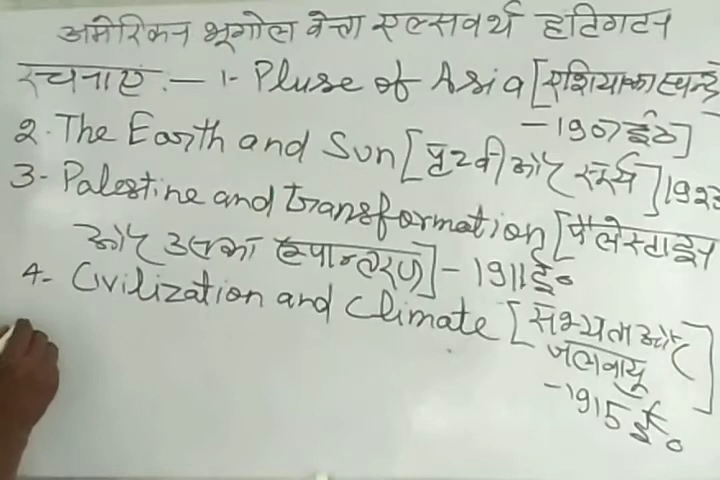 अमेरिकन भूगोल वेत्ता एल्सवर्थ हटिंगटन
रचनाएं :— 1- Pluse of Asia [एशिया का स्पन्द
- 1907 ई०]
2. The Earth and Sun [पृथ्वी और सूर्य] 1923
3- Palestine and transformation [पैलेस्टाइन
और उसका रूपान्तरण] - 1911 ई०
4- Civilization and Climate [सभ्यता और
जलवायु]
-1915 ई०